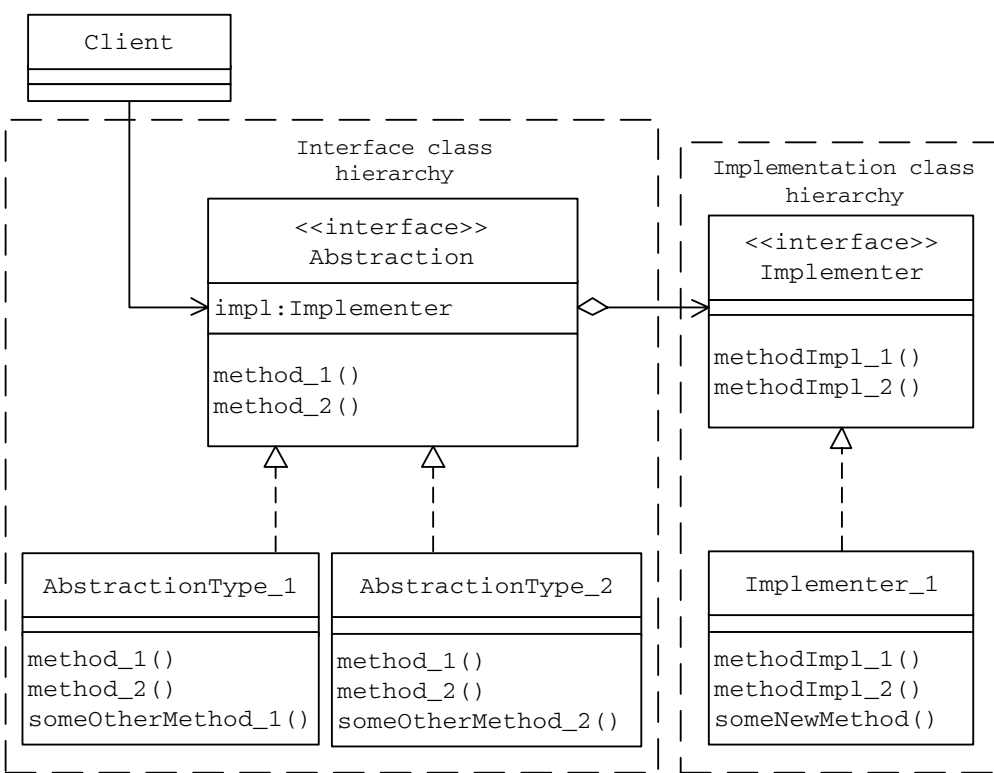 Client
Interface class
hierarchy
<<interface>>
Abstraction
impl:Implementer
method_1()
method_2()
AbstractionType_1
method_1()
method_2()
someOtherMethod_1()
AbstractionType_2
method_1()
method_2()
someOtherMethod_2()
Implementation class
hierarchy
<<interface>>
Implementer
methodImpl_1()
methodImpl_2()
Implementer_1
methodImpl_1()
methodImpl_2()
someNewMethod()